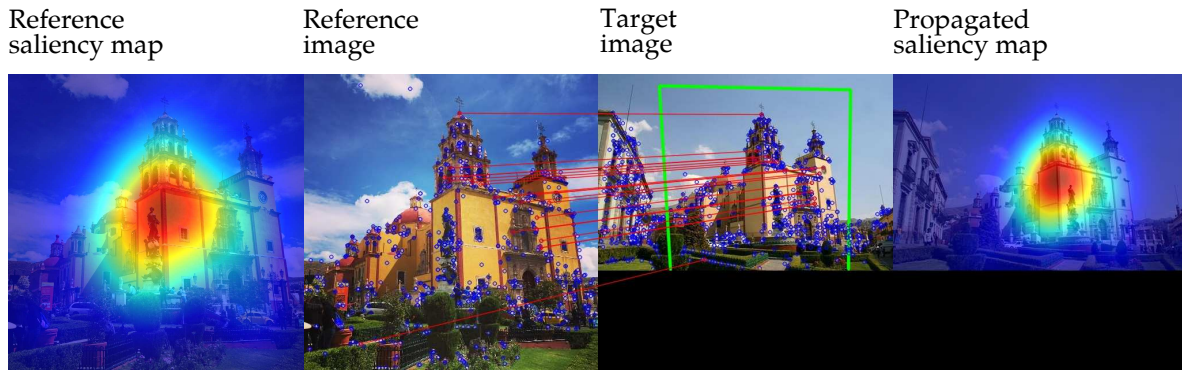 Reference
saliency map
Reference
image
Target
image
Propagated
saliency map